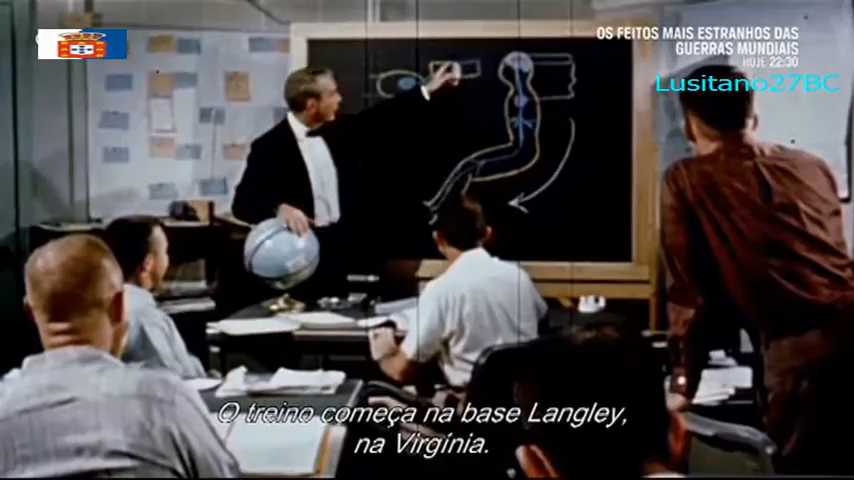 OS FEITOS MAIS ESTRANHOS DAS
GUERRAS MUNDIAIS
HOJE 22:30
Lusitano27BC
O treino começa na base Langley,
na Virgínia.